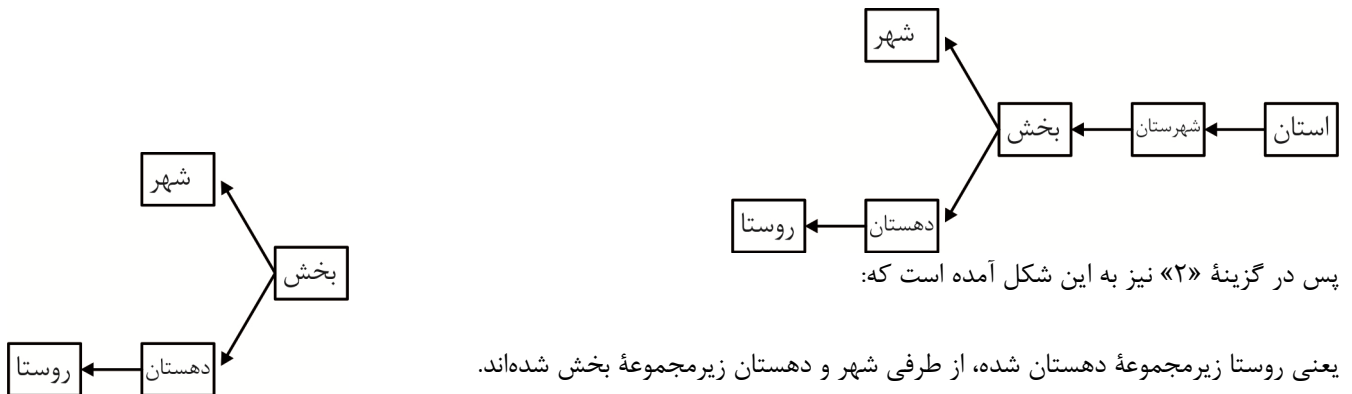 شهر
استان
شهرستان
بخش
دهستان
روستا
پس در گزینهٔ «۲» نیز به این شکل آمده است که:
شهر
بخش
دهستان
روستا
یعنی روستا زیرمجموعهٔ دهستان شده، از طرفی شهر و دهستان زیرمجموعهٔ بخش شده‌اند.